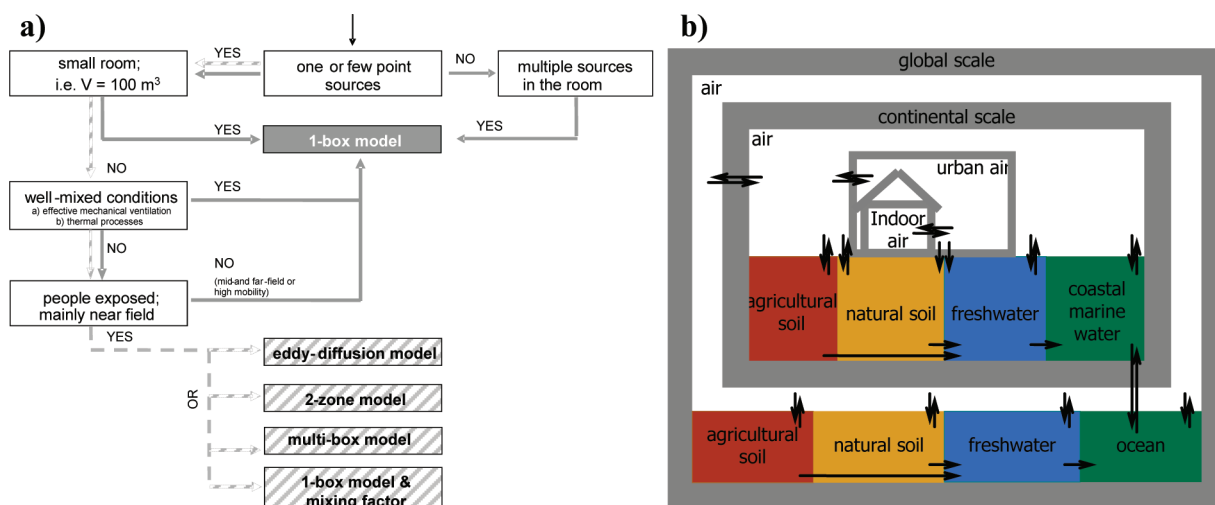 a)
YES
small room;
i.e. V = 100 m³
one or few point
sources
NO
multiple sources
in the room
YES
1-box model
YES
NO
well-mixed conditions
a) effective mechanical ventilation
b) thermal processes
YES
NO
NO
(mid-and far-field or
high mobility)
people exposed;
mainly near field
YES
OR
eddy-diffusion model
2-zone model
multi-box model
1-box model &
mixing factor
b)
global scale
air
continental scale
air
urban air
Indoor
air
agricultural
soil
natural soil
freshwater
coastal
marine
water
agricultural
soil
natural soil
freshwater
ocean